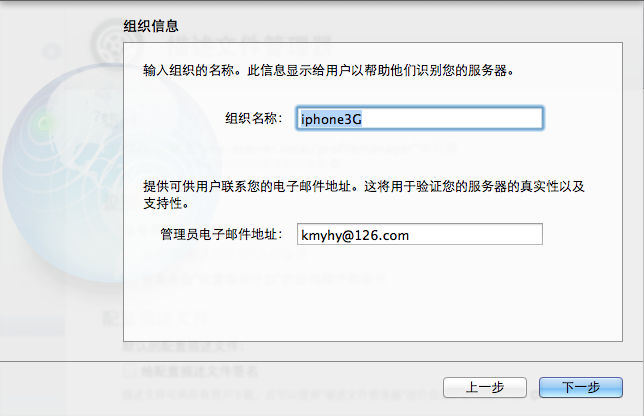 组织信息
输入组织的名称。此信息显示给用户以帮助他们识别您的服务器。
组织名称： iphone3G
提供可供用户联系您的电子邮件地址。这将用于验证您的服务器的真实性以及
支持性。
管理员电子邮件地址： kmyhy@126.com
上一步 下一步